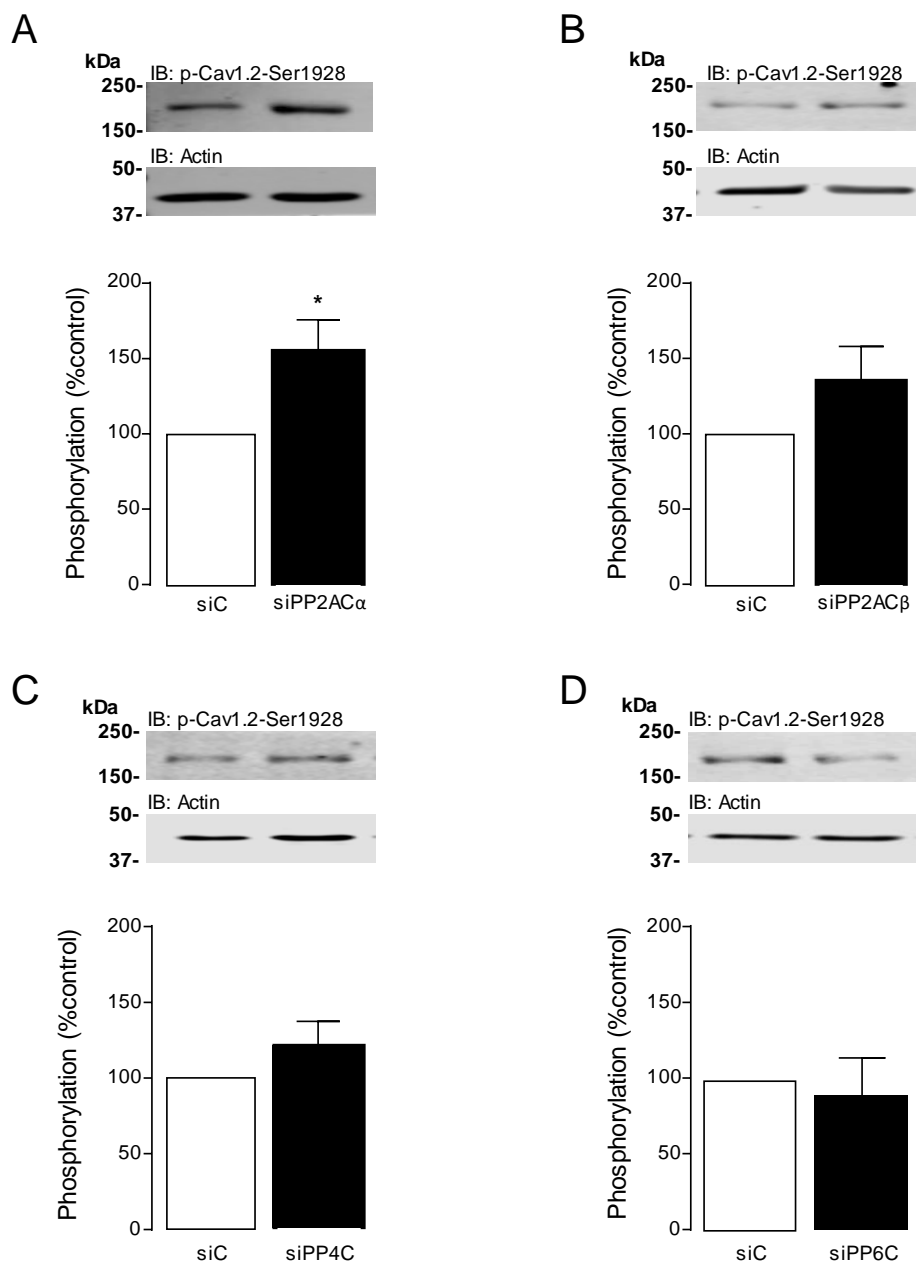 A
kDa
IB: p-Cav1.2-Ser1928
250-
150-
IB: Actin
50-
37-
Phosphorylation (%control)
200
150
100
50
0
*
siC siPP2ACα
B
kDa
IB: p-Cav1.2-Ser1928
250-
150-
IB: Actin
50-
37-
Phosphorylation (%control)
200
150
100
50
0
siC siPP2ACβ
C
kDa
IB: p-Cav1.2-Ser1928
250-
150-
IB: Actin
50-
37-
Phosphorylation (%control)
200
150
100
50
0
siC siPP4C
D
kDa
IB: p-Cav1.2-Ser1928
250-
150-
IB: Actin
50-
37-
Phosphorylation (%control)
200
150
100
50
0
siC siPP6C